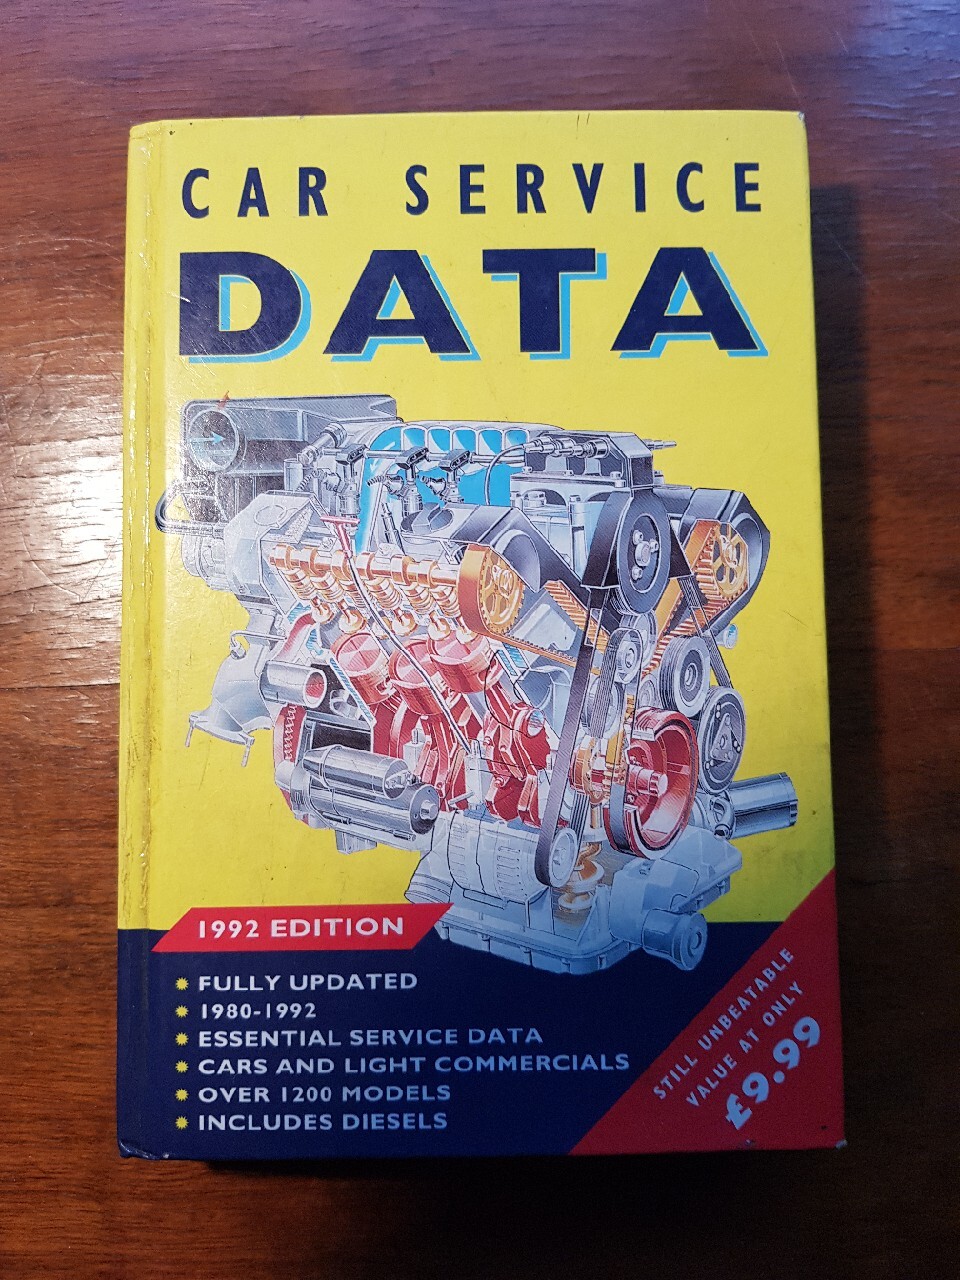 CAR SERVICE
DATA
1992 EDITION
FULLY UPDATED
1980-1992
ESSENTIAL SERVICE DATA
CARS AND LIGHT COMMERCIALS
OVER 1200 MODELS
INCLUDES DIESELS
STILL UNBEATABLE
VALUE AT ONLY
£9.99